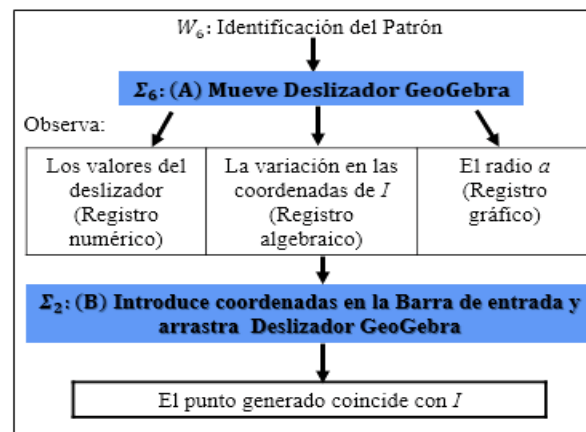 W₆: Identificación del Patrón
Σ₆: (A) Mueve Deslizador GeoGebra
Observa:
Los valores del
deslizador
(Registro
numérico)
La variación en las
coordenadas de I
(Registro
algebraico)
El radio a
(Registro
gráfico)
Σ₂: (B) Introduce coordenadas en la Barra de entrada y
arrastra Deslizador GeoGebra
El punto generado coincide con I